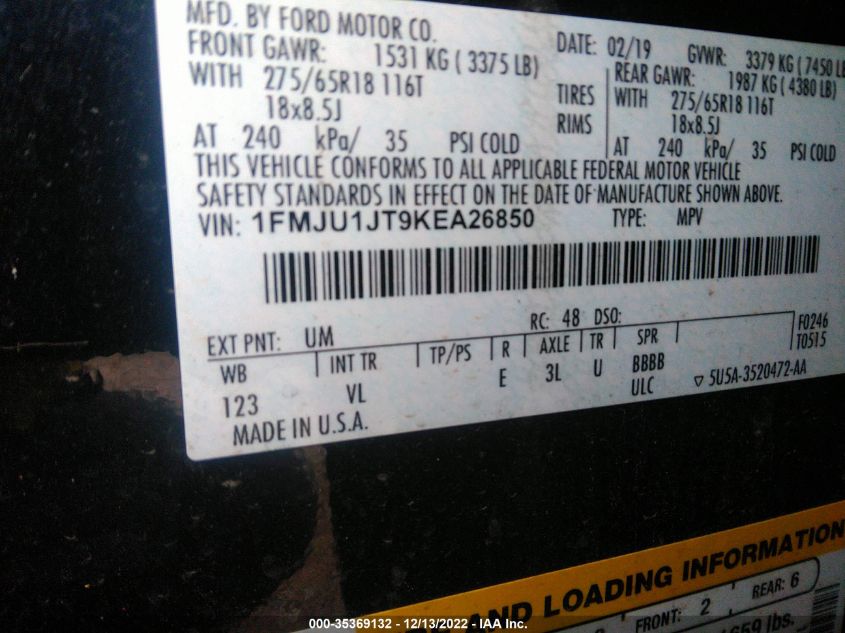 MFD. BY FORD MOTOR CO.
DATE: 02/19 GVWR: 3379 KG (7450 LB
FRONT GAWR: 1531 KG (3375 LB)
REAR GAWR: 1987 KG (4380 LB)
WITH 275/65R18 116T TIRES WITH 275/65R18 116T
18x8.5J RIMS 18x8.5J
AT 240 kPa/ 35 PSI COLD AT 240 kPa/ 35 PSI COLD
THIS VEHICLE CONFORMS TO ALL APPLICABLE FEDERAL MOTOR VEHICLE
SAFETY STANDARDS IN EFFECT ON THE DATE OF MANUFACTURE SHOWN ABOVE.
VIN: 1FMJU1JT9KEA26850 TYPE: MPV
EXT PNT: UM RC: 48 DSO: F0246
WB INT TR TP/PS R AXLE TR SPR T0515
123 VL E 3L U BBBB
ULC ▽ 5U5A-3520472-AA
MADE IN U.S.A.
AND LOADING INFORMATION
FRONT: 2 REAR: 6
lbs.
000-35369132 - 12/13/2022 - IAA Inc.